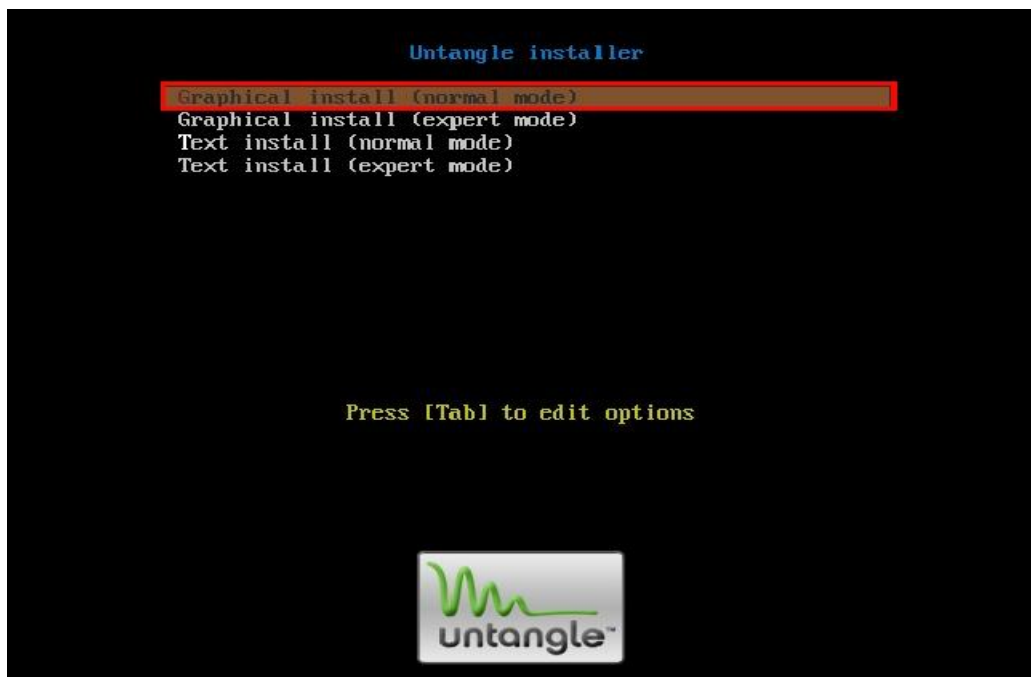 Untangle installer
Graphical install (normal mode)
Graphical install (expert mode)
Text install (normal mode)
Text install (expert mode)
Press [Tab] to edit options
untangle™